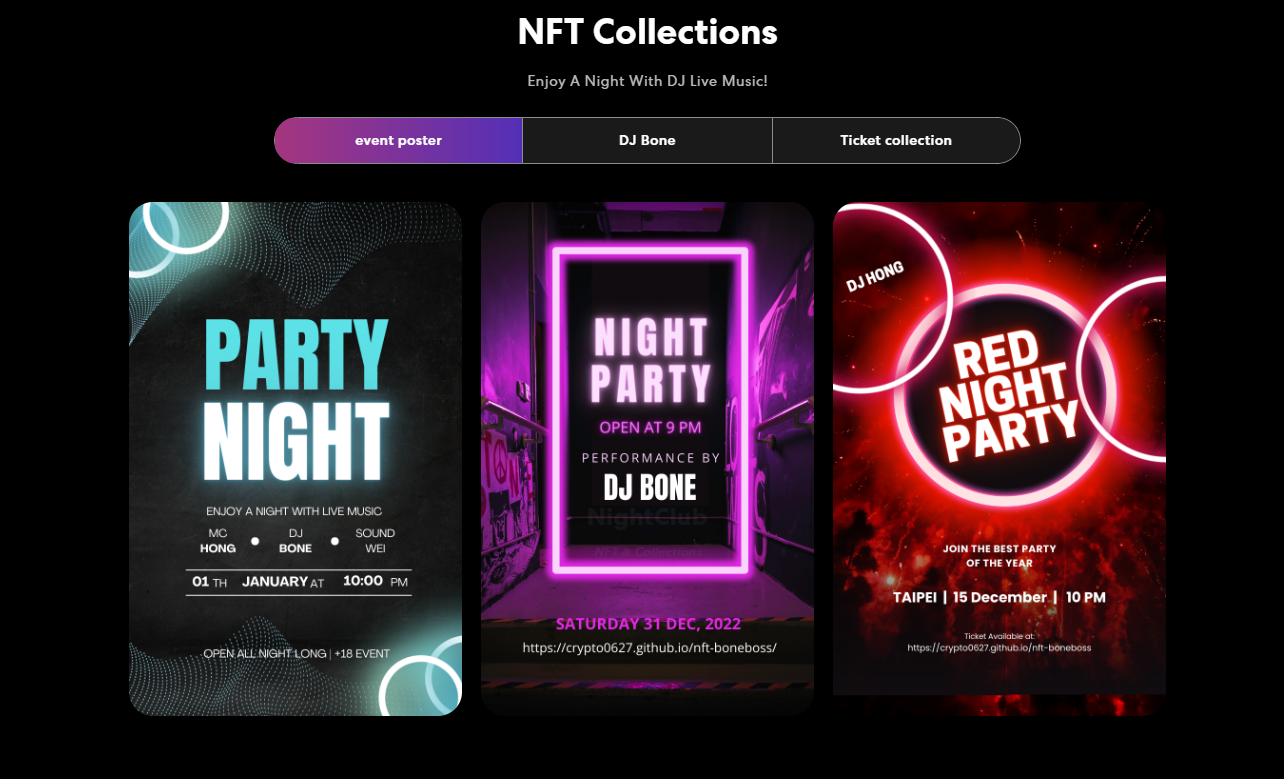 NFT Collections
Enjoy A Night With DJ Live Music!
event poster
DJ Bone
Ticket collection
PARTY
NIGHT
ENJOY A NIGHT WITH LIVE MUSIC
MC DJ SOUND
HONG BONE WEI
01 TH JANUARY AT 10:00 PM
OPEN ALL NIGHT LONG | +18 EVENT
NIGHT
PARTY
OPEN AT 9 PM
PERFORMANCE BY
DJ BONE
NightClub
NFT & Collections
SATURDAY 31 DEC, 2022
https://crypto0627.github.io/nft-boneboss/
DJ HONG
RED
NIGHT
PARTY
JOIN THE BEST PARTY
OF THE YEAR
TAIPEI | 15 December | 10 PM
Ticket Available at:
https://crypto0627.github.io/nft-boneboss